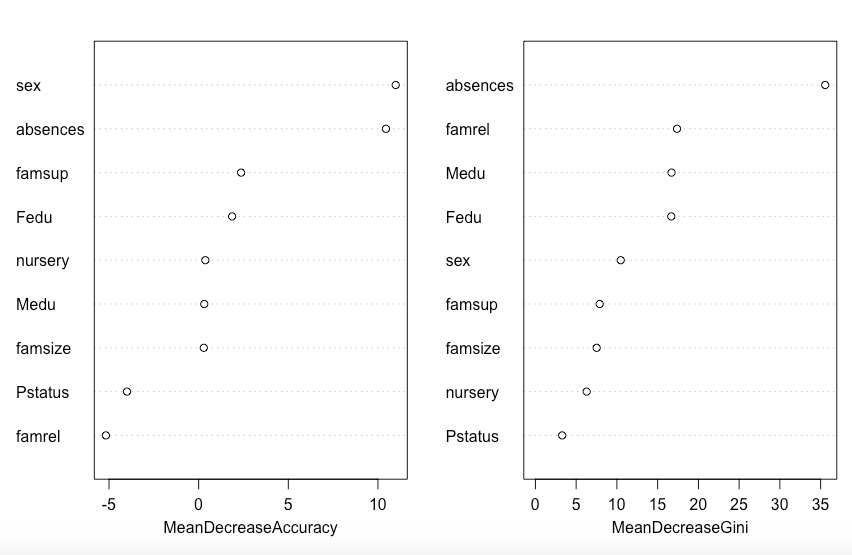 sex
absences
famsup
Fedu
nursery
Medu
famsize
Pstatus
famrel
-5 0 5 10
MeanDecreaseAccuracy
absences
famrel
Medu
Fedu
sex
famsup
famsize
nursery
Pstatus
0 5 10 15 20 25 30 35
MeanDecreaseGini